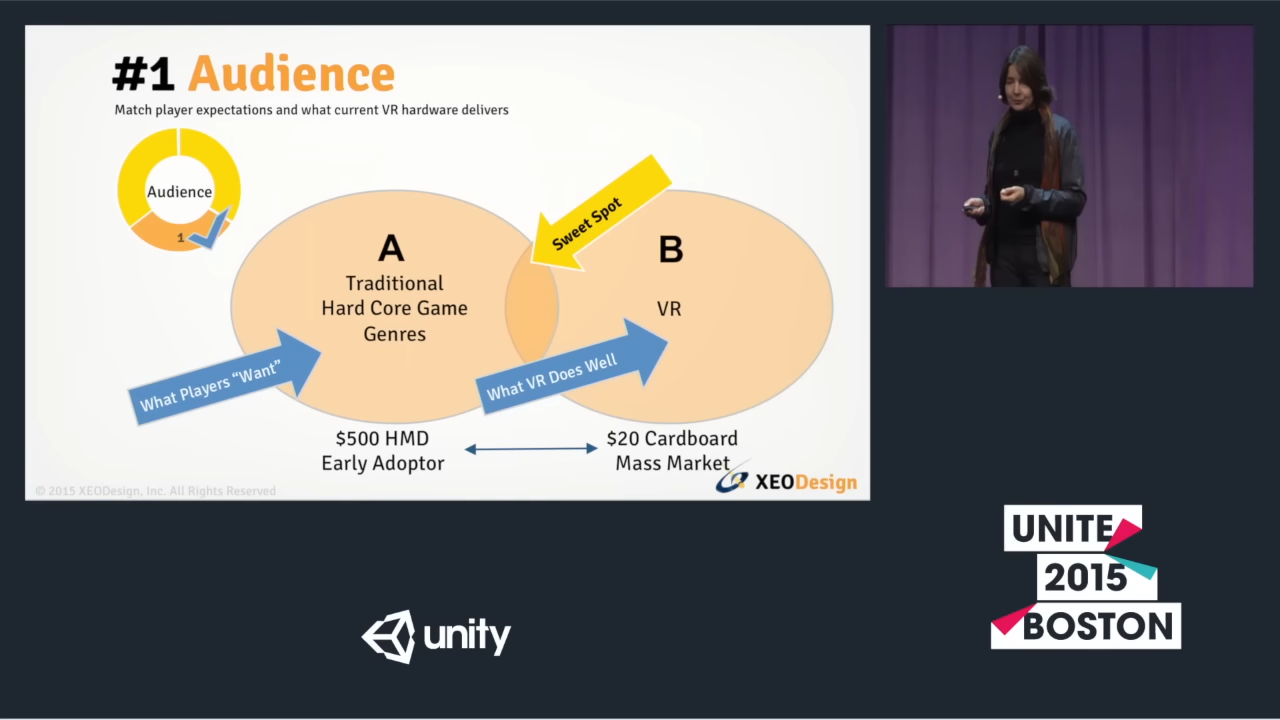 #1 Audience
Match player expectations and what current VR hardware delivers
Audience
1
Sweet Spot
A
Traditional
Hard Core Game
Genres
B
VR
What Players “Want”
What VR Does Well
$500 HMD
Early Adoptor
$20 Cardboard
Mass Market
© 2015 XEODesign, Inc. All Rights Reserved
XEODesign
UNITE
2015
BOSTON
unity